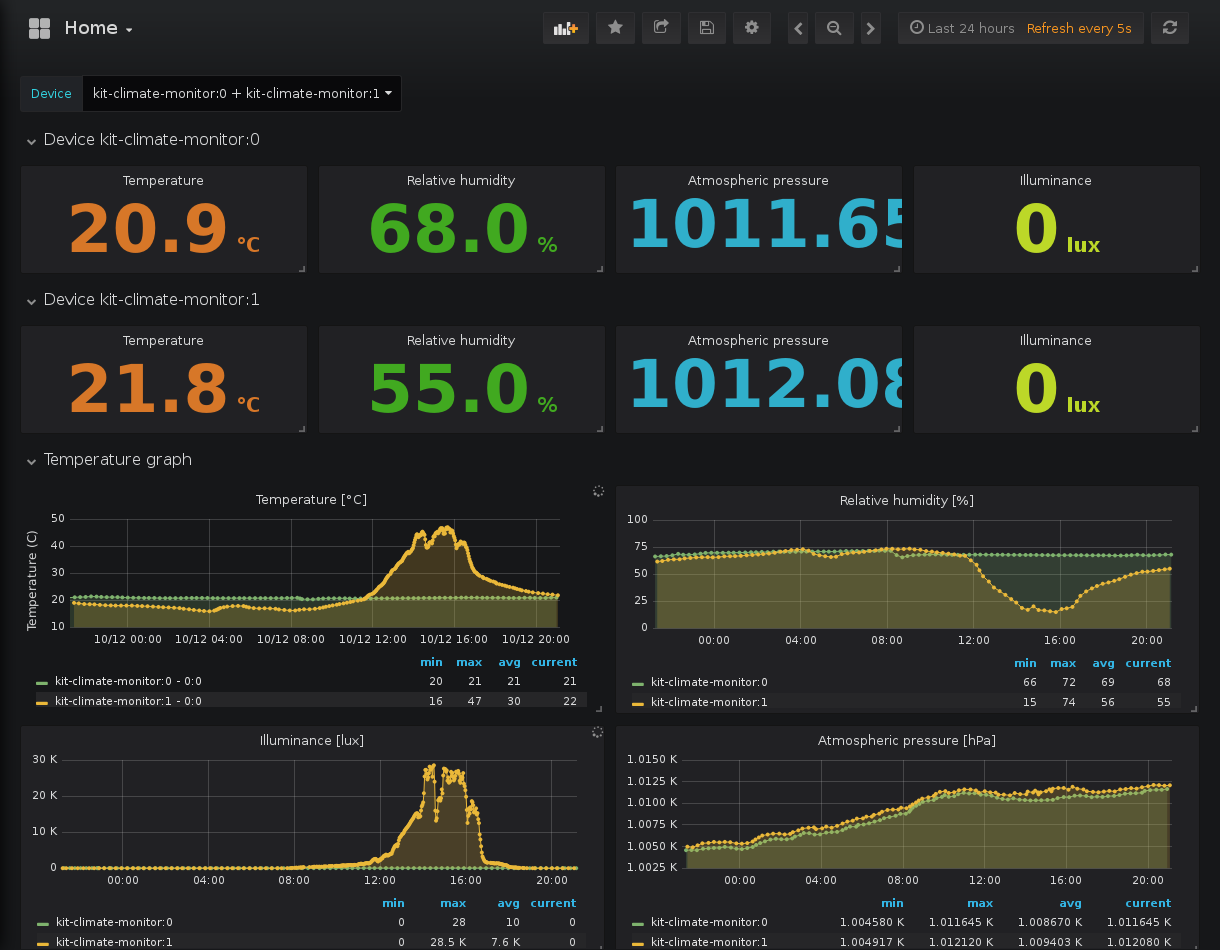 Home
Last 24 hours Refresh every 5s
Device kit-climate-monitor:0 + kit-climate-monitor:1
Device kit-climate-monitor:0
Temperature Relative humidity Atmospheric pressure Illuminance
20.9 °C 68.0 % 1011.65 0 lux
Device kit-climate-monitor:1
Temperature Relative humidity Atmospheric pressure Illuminance
21.8 °C 55.0 % 1012.08 0 lux
Temperature graph
Temperature [°C]
Temperature (C)
50
40
30
20
10
10/12 00:00 10/12 04:00 10/12 08:00 10/12 12:00 10/12 16:00 10/12 20:00
min max avg current
kit-climate-monitor:0 - 0:0 20 21 21 21
kit-climate-monitor:1 - 0:0 16 47 30 22
Relative humidity [%]
100
75
50
25
0
00:00 04:00 08:00 12:00 16:00 20:00
min max avg current
kit-climate-monitor:0 66 72 69 68
kit-climate-monitor:1 15 74 56 55
Illuminance [lux]
30 K
20 K
10 K
0
00:00 04:00 08:00 12:00 16:00 20:00
min max avg current
kit-climate-monitor:0 0 28 10 0
kit-climate-monitor:1 0 28.5 K 7.6 K 0
Atmospheric pressure [hPa]
1.0150 K
1.0125 K
1.0100 K
1.0075 K
1.0050 K
1.0025 K
00:00 04:00 08:00 12:00 16:00 20:00
min max avg current
kit-climate-monitor:0 1.004580 K 1.011645 K 1.008670 K 1.011645 K
kit-climate-monitor:1 1.004917 K 1.012120 K 1.009403 K 1.012080 K